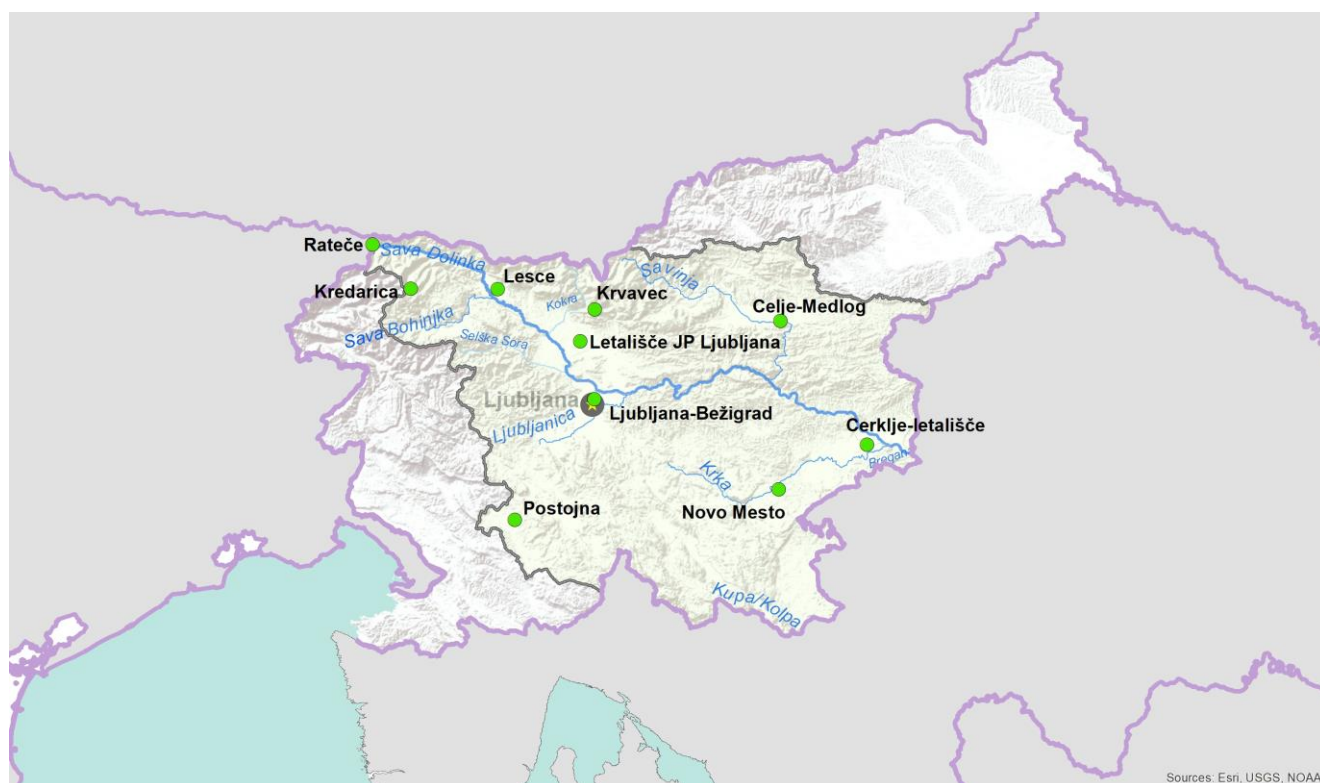 Rateče
Sava Dolinka
Kredarica
Lesce
Savinja
Kokra
Krvavec
Celje-Medlog
Sava Bohinjka
Selška Sora
Letališče JP Ljubljana
Ljubljana
Ljubljana-Bežigrad
Ljubljanica
Cerklje-letališče
Krka
Novo Mesto
Postojna
Kupa/Kolpa
Sources: Esri, USGS, NOAA